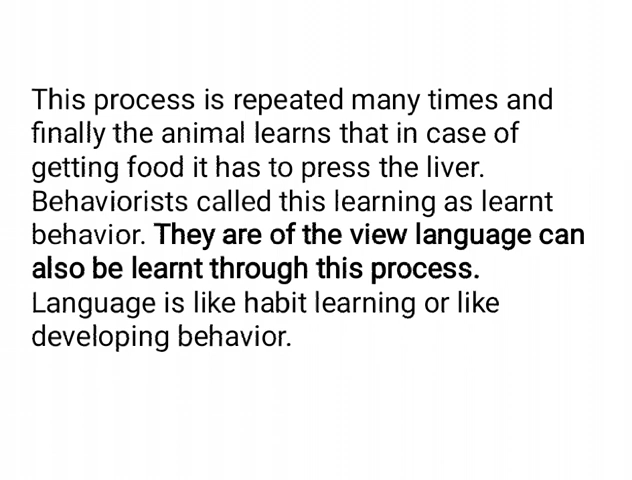 This process is repeated many times and
finally the animal learns that in case of
getting food it has to press the liver.
Behaviorists called this learning as learnt
behavior. They are of the view language can
also be learnt through this process.
Language is like habit learning or like
developing behavior.